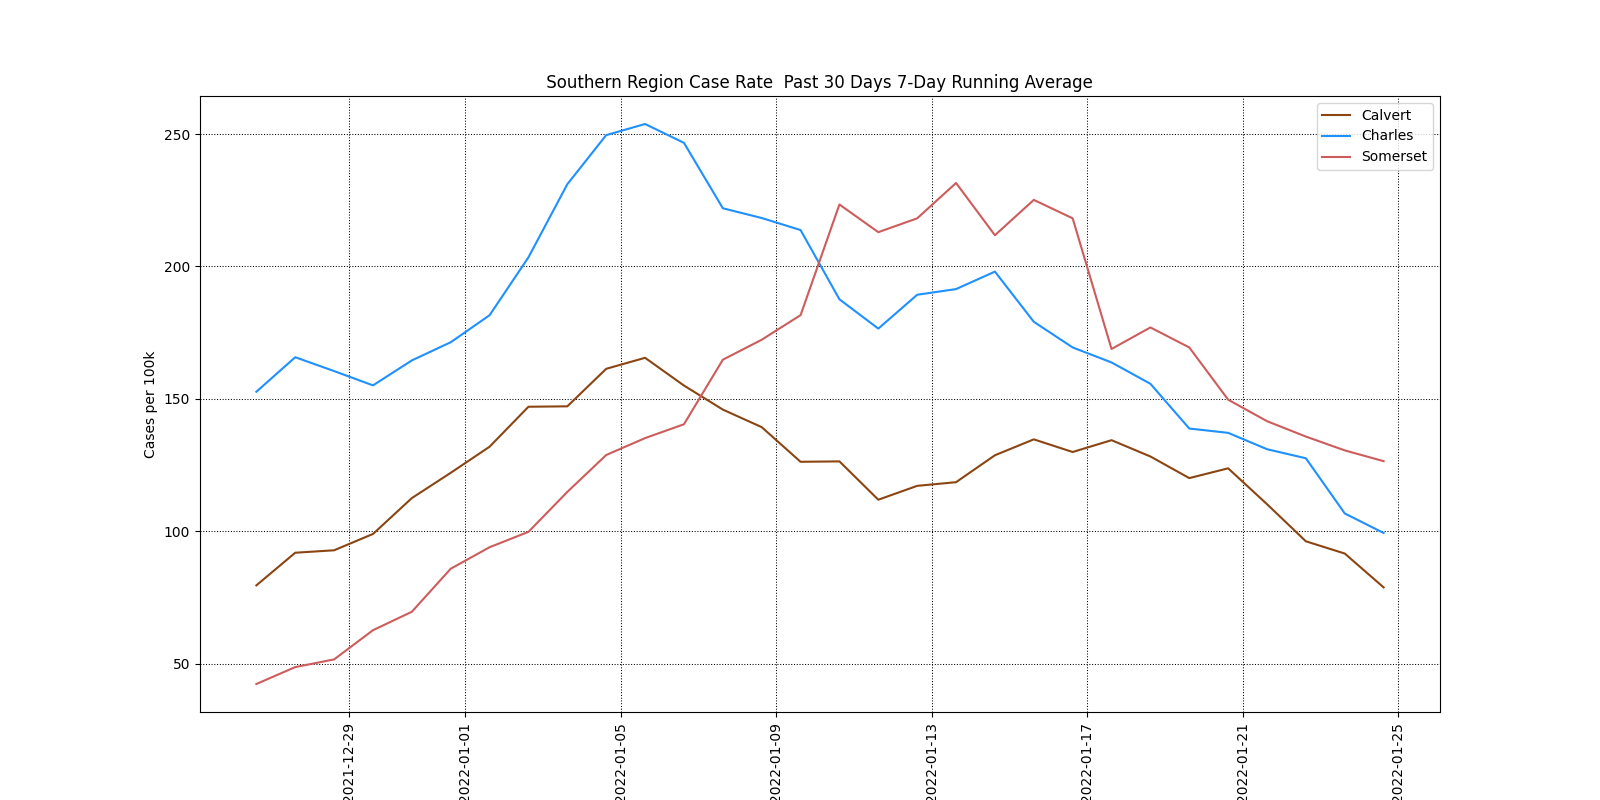 Southern Region Case Rate  Past 30 Days 7-Day Running Average
Calvert
Charles
Somerset
Cases per 100k
250
200
150
100
50
2021-12-29
2022-01-01
2022-01-05
2022-01-09
2022-01-13
2022-01-17
2022-01-21
2022-01-25